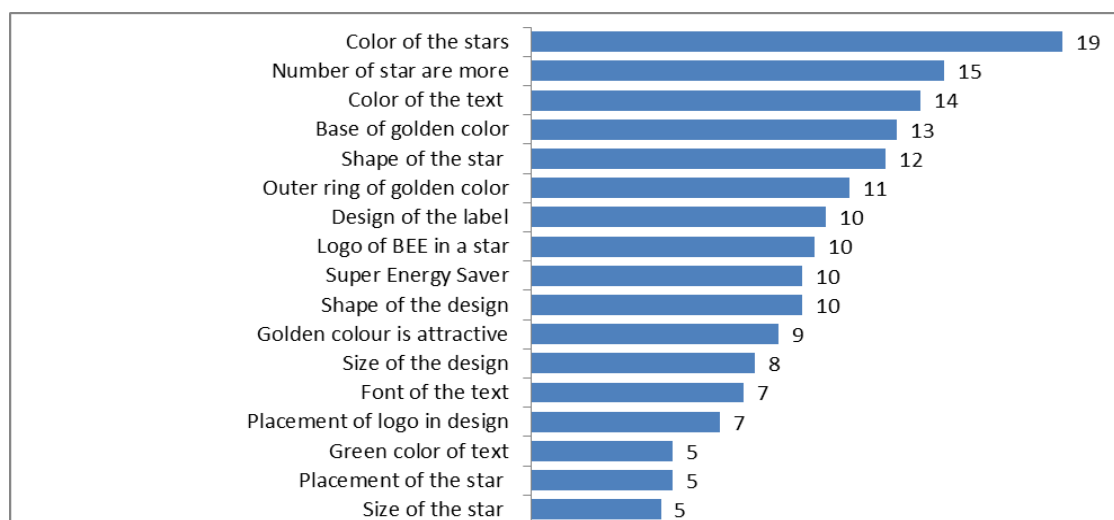 Color of the stars 19
Number of star are more 15
Color of the text 14
Base of golden color 13
Shape of the star 12
Outer ring of golden color 11
Design of the label 10
Logo of BEE in a star 10
Super Energy Saver 10
Shape of the design 10
Golden colour is attractive 9
Size of the design 8
Font of the text 7
Placement of logo in design 7
Green color of text 5
Placement of the star 5
Size of the star 5